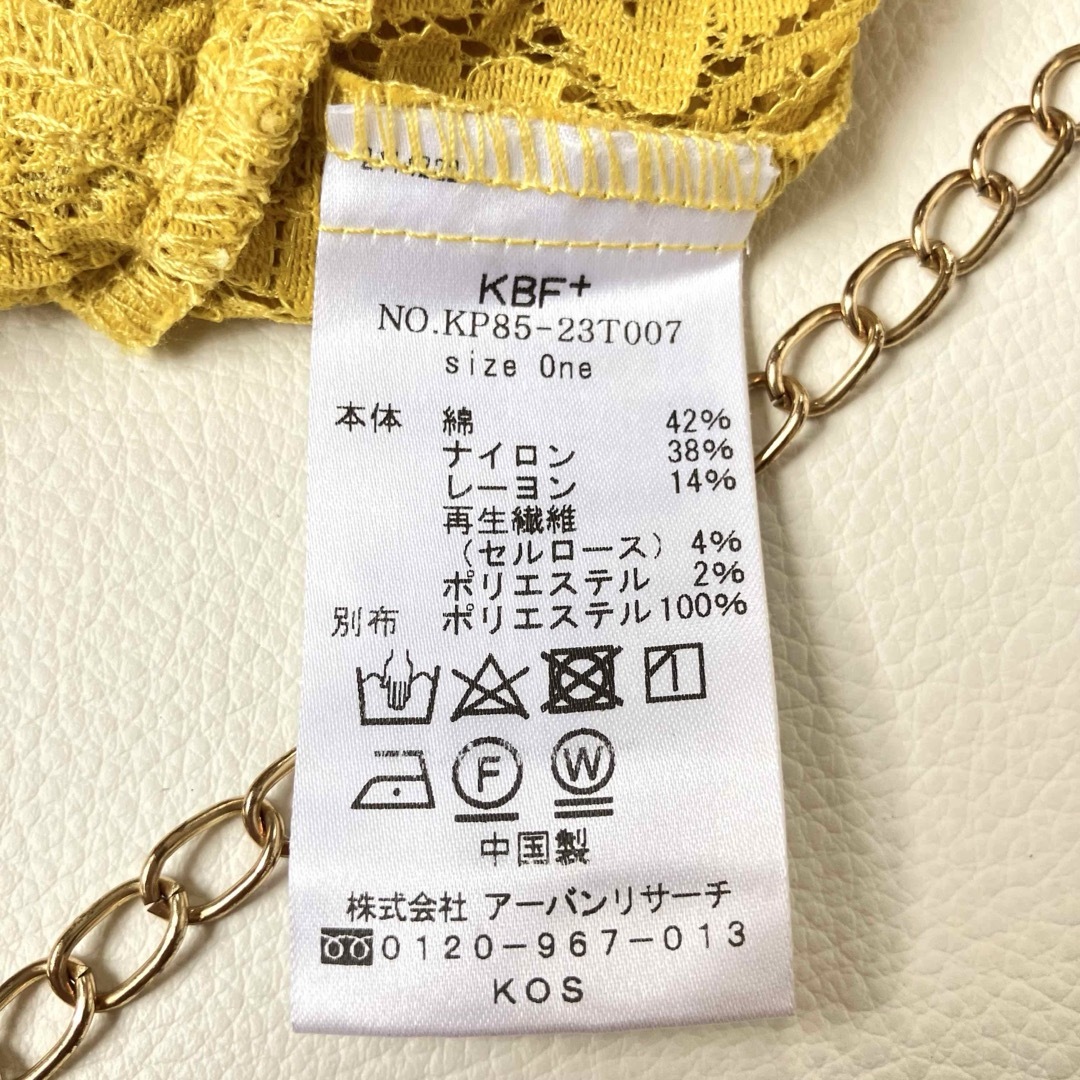 KBF+
NO.KP85-23T007
size One
本体 綿 42%
ナイロン 38%
レーヨン 14%
再生繊維
(セルロース) 4%
ポリエステル 2%
別布 ポリエステル 100%
F W
中国製
株式会社 アーバンリサーチ
0120-967-013
KOS